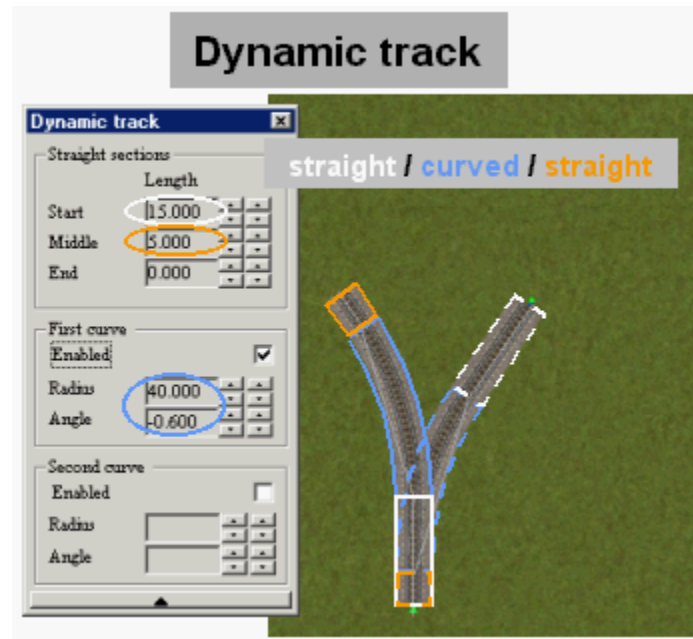 Dynamic track
Dynamic track
straight / curved / straight
Straight sections
Length
Start 15.000
Middle 5.000
End 0.000
First curve
Enabled
Radius 40.000
Angle -0.600
Second curve
Enabled
Radius
Angle